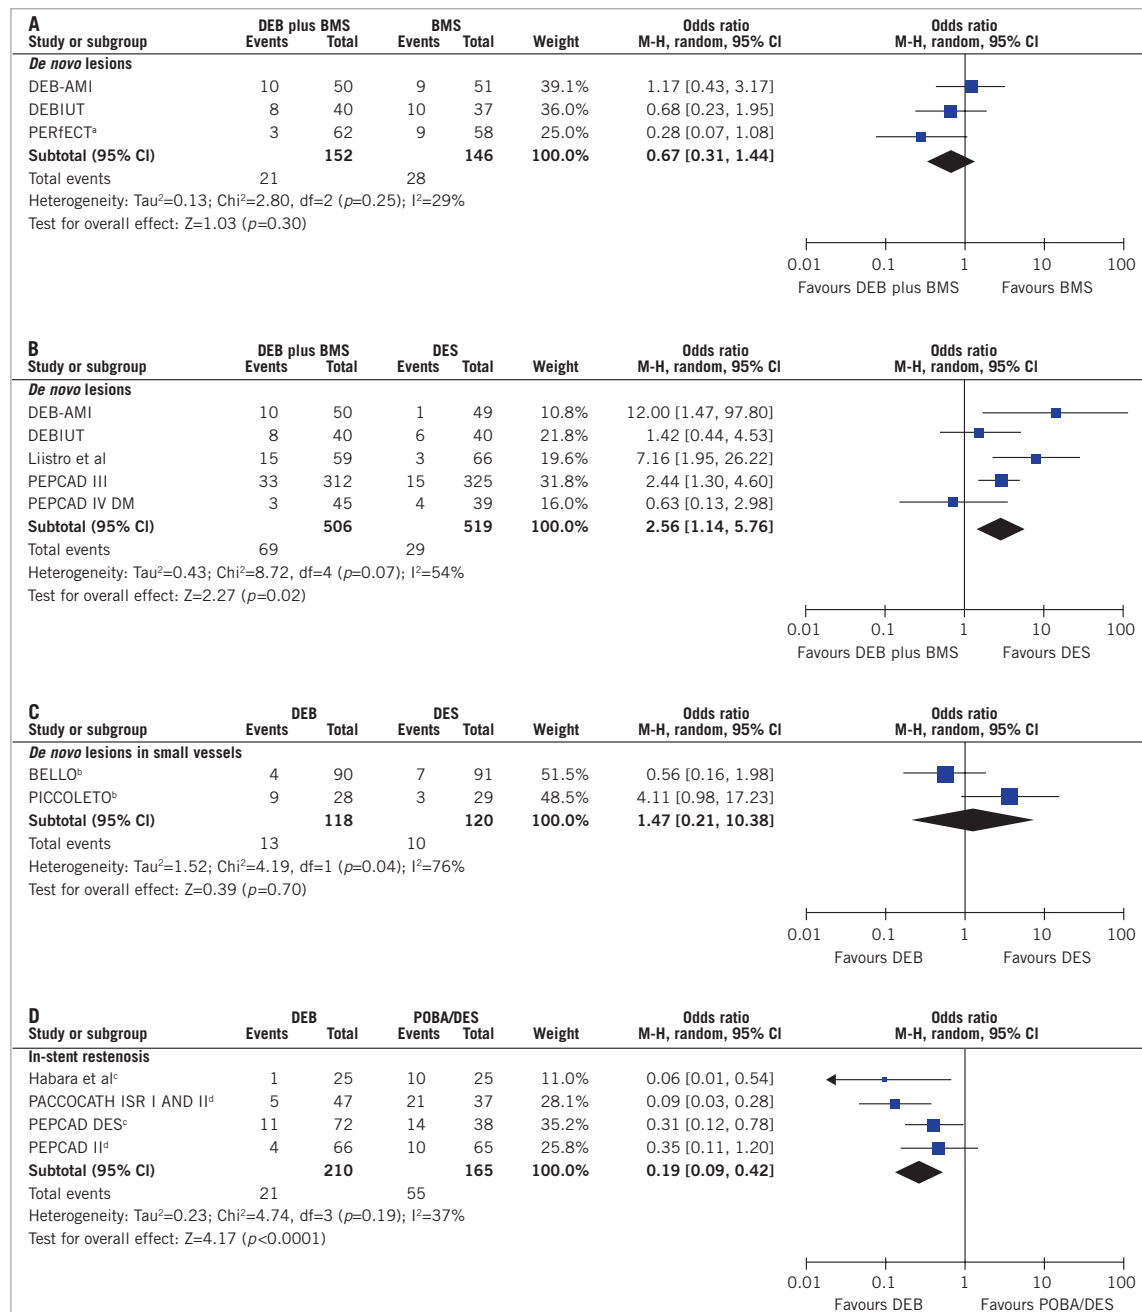 A DEB plus BMS BMS Odds ratio Odds ratio
Study or subgroup Events Total Events Total Weight M-H, random, 95% CI M-H, random, 95% CI
De novo lesions
DEB-AMI 10 50 9 51 39.1% 1.17 [0.43, 3.17]
DEBIUT 8 40 10 37 36.0% 0.68 [0.23, 1.95]
PERfECTᵃ 3 62 9 58 25.0% 0.28 [0.07, 1.08]
Subtotal (95% CI) 152 146 100.0% 0.67 [0.31, 1.44]
Total events 21 28
Heterogeneity: Tau²=0.13; Chi²=2.80, df=2 (p=0.25); I²=29%
Test for overall effect: Z=1.03 (p=0.30)
0.01 0.1 1 10 100
Favours DEB plus BMS Favours BMS
B DEB plus BMS DES Odds ratio Odds ratio
Study or subgroup Events Total Events Total Weight M-H, random, 95% CI M-H, random, 95% CI
De novo lesions
DEB-AMI 10 50 1 49 10.8% 12.00 [1.47, 97.80]
DEBIUT 8 40 6 40 21.8% 1.42 [0.44, 4.53]
Liistro et al 15 59 3 66 19.6% 7.16 [1.95, 26.22]
PEPCAD III 33 312 15 325 31.8% 2.44 [1.30, 4.60]
PEPCAD IV DM 3 45 4 39 16.0% 0.63 [0.13, 2.98]
Subtotal (95% CI) 506 519 100.0% 2.56 [1.14, 5.76]
Total events 69 29
Heterogeneity: Tau²=0.43; Chi²=8.72, df=4 (p=0.07); I²=54%
Test for overall effect: Z=2.27 (p=0.02)
0.01 0.1 1 10 100
Favours DEB plus BMS Favours DES
C DEB DES Odds ratio Odds ratio
Study or subgroup Events Total Events Total Weight M-H, random, 95% CI M-H, random, 95% CI
De novo lesions in small vessels
BELLOᵇ 4 90 7 91 51.5% 0.56 [0.16, 1.98]
PICCOLETOᵇ 9 28 3 29 48.5% 4.11 [0.98, 17.23]
Subtotal (95% CI) 118 120 100.0% 1.47 [0.21, 10.38]
Total events 13 10
Heterogeneity: Tau²=1.52; Chi²=4.19, df=1 (p=0.04); I²=76%
Test for overall effect: Z=0.39 (p=0.70)
0.01 0.1 1 10 100
Favours DEB Favours DES
D DEB POBA/DES Odds ratio Odds ratio
Study or subgroup Events Total Events Total Weight M-H, random, 95% CI M-H, random, 95% CI
In-stent restenosis
Habara et alᶜ 1 25 10 25 11.0% 0.06 [0.01, 0.54]
PACCOCATH ISR I AND IIᵈ 5 47 21 37 28.1% 0.09 [0.03, 0.28]
PEPCAD DESᶜ 11 72 14 38 35.2% 0.31 [0.12, 0.78]
PEPCAD IIᵈ 4 66 10 65 25.8% 0.35 [0.11, 1.20]
Subtotal (95% CI) 210 165 100.0% 0.19 [0.09, 0.42]
Total events 21 55
Heterogeneity: Tau²=0.23; Chi²=4.74, df=3 (p=0.19); I²=37%
Test for overall effect: Z=4.17 (p<0.0001)
0.01 0.1 1 10 100
Favours DEB Favours POBA/DES